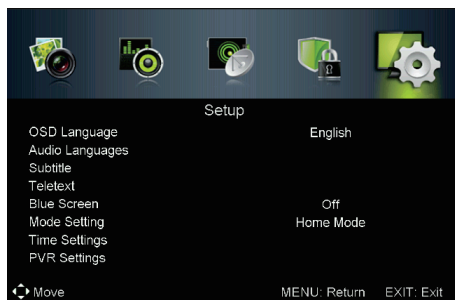 Setup
OSD Language English
Audio Languages
Subtitle
Teletext
Blue Screen Off
Mode Setting Home Mode
Time Settings
PVR Settings
Move MENU: Return EXIT: Exit